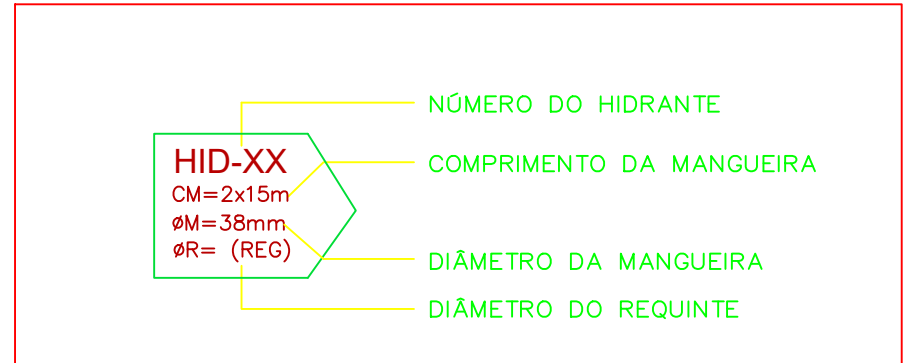 NÚMERO DO HIDRANTE
HID-XX
COMPRIMENTO DA MANGUEIRA
CM=2x15m
øM=38mm
øR= (REG)
DIÂMETRO DA MANGUEIRA
DIÂMETRO DO REQUINTE